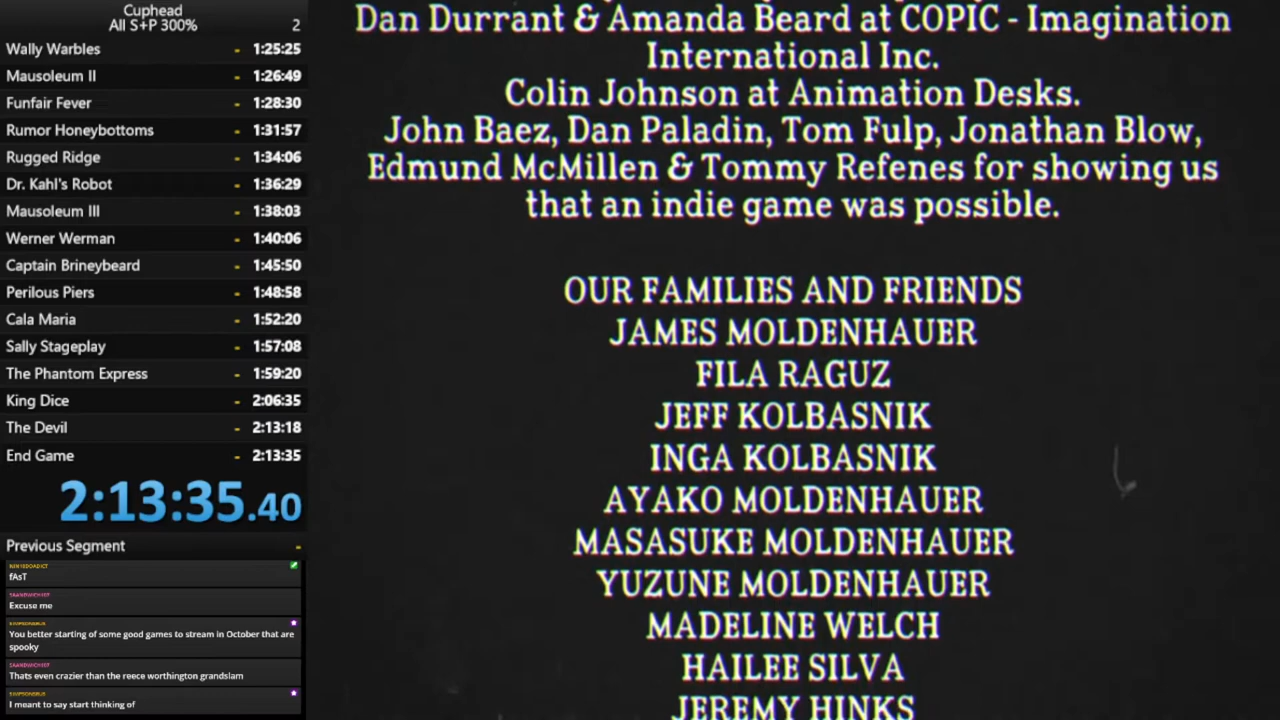 Cuphead
All S+P 300%
2
Wally Warbles - 1:25:25
Mausoleum II - 1:26:49
Funfair Fever - 1:28:30
Rumor Honeybottoms - 1:31:57
Rugged Ridge - 1:34:06
Dr. Kahl's Robot - 1:36:29
Mausoleum III - 1:38:03
Werner Werman - 1:40:06
Captain Brineybeard - 1:45:50
Perilous Piers - 1:48:58
Cala Maria - 1:52:20
Sally Stageplay - 1:57:08
The Phantom Express - 1:59:20
King Dice - 2:06:35
The Devil - 2:13:18
End Game - 2:13:35
2:13:35.40
Previous Segment -
fAsT
Excuse me
You better starting of some good games to stream in October that are
spooky
Thats even crazier than the reece worthington grandslam
I meant to say start thinking of
Dan Durrant & Amanda Beard at COPIC - Imagination
International Inc.
Colin Johnson at Animation Desks.
John Baez, Dan Paladin, Tom Fulp, Jonathan Blow,
Edmund McMillen & Tommy Refenes for showing us
that an indie game was possible.
OUR FAMILIES AND FRIENDS
JAMES MOLDENHAUER
FILA RAGUZ
JEFF KOLBASNIK
INGA KOLBASNIK
AYAKO MOLDENHAUER
MASASUKE MOLDENHAUER
YUZUNE MOLDENHAUER
MADELINE WELCH
HAILEE SILVA
JEREMY HINKS